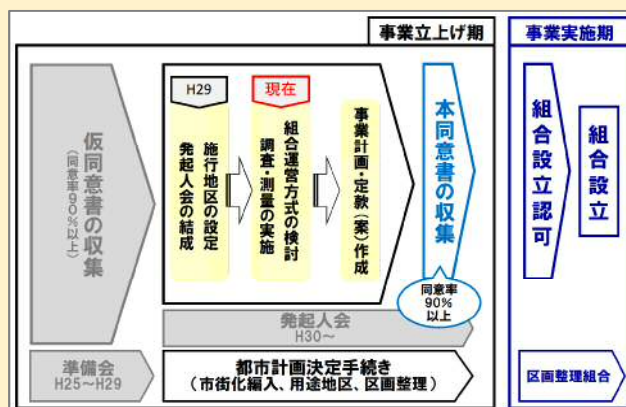 事業立上げ期
事業実施期
仮同意書の収集
(同意率90%以上)
H29
発起人会の結成
施行地区の設定
現在
調査・測量の実施
組合運営方式の検討
事業計画・定款(案)作成
本同意書の収集
同意率
90%
以上
組合設立認可
組合設立
発起人会
H30～
準備会
H25～H29
都市計画決定手続き
(市街化編入、用途地区、区画整理)
区画整理組合